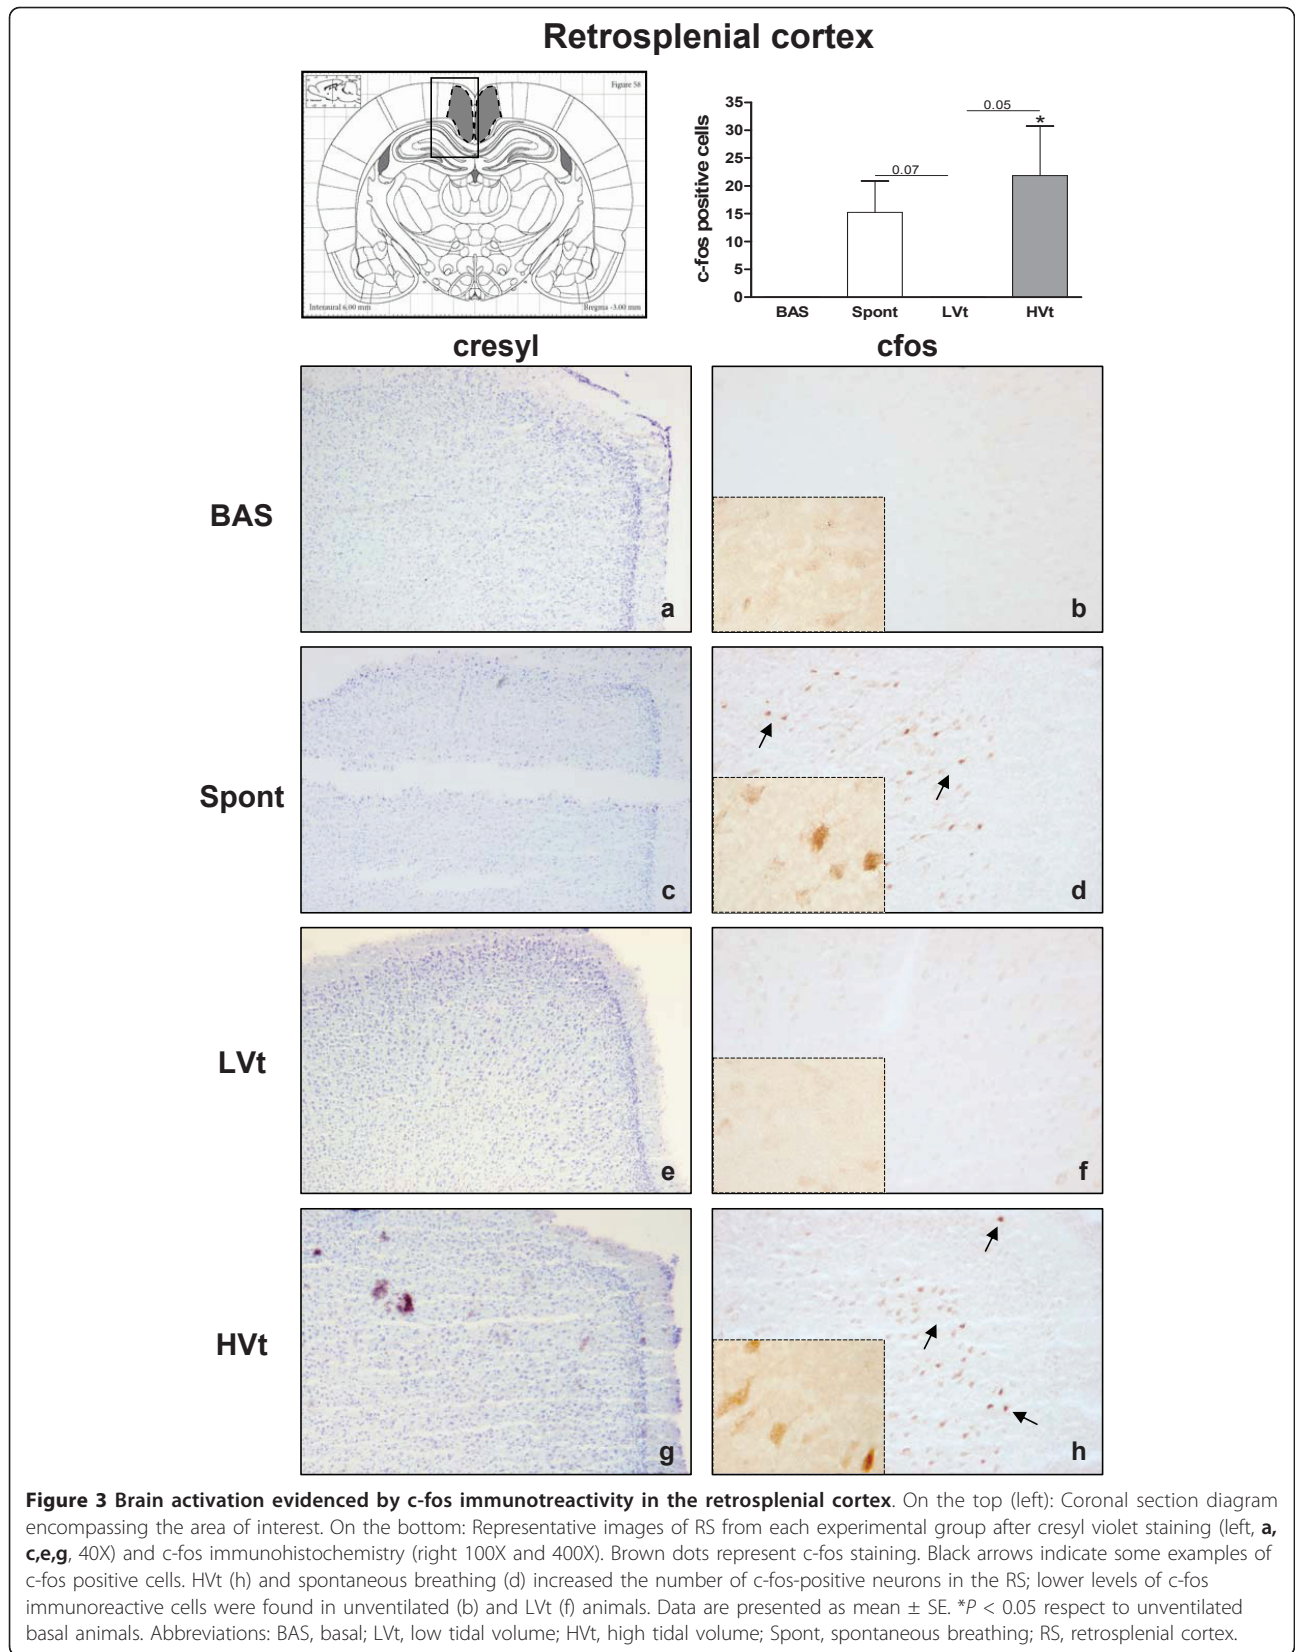 Retrosplenial cortex
Figure 58
Interaural 6.00 mm
Bregma -3.00 mm
c-fos positive cells
35
30
25
20
15
10
5
0
0.07
0.05
*
BAS
Spont
LVt
HVt
cresyl
cfos
BAS
a
b
Spont
c
d
LVt
e
f
HVt
g
h
Figure 3 Brain activation evidenced by c-fos immunotreactivity in the retrosplenial cortex. On the top (left): Coronal section diagram
encompassing the area of interest. On the bottom: Representative images of RS from each experimental group after cresyl violet staining (left, a,
c,e,g, 40X) and c-fos immunohistochemistry (right 100X and 400X). Brown dots represent c-fos staining. Black arrows indicate some examples of
c-fos positive cells. HVt (h) and spontaneous breathing (d) increased the number of c-fos-positive neurons in the RS; lower levels of c-fos
immunoreactive cells were found in unventilated (b) and LVt (f) animals. Data are presented as mean ± SE. *P < 0.05 respect to unventilated
basal animals. Abbreviations: BAS, basal; LVt, low tidal volume; HVt, high tidal volume; Spont, spontaneous breathing; RS, retrosplenial cortex.